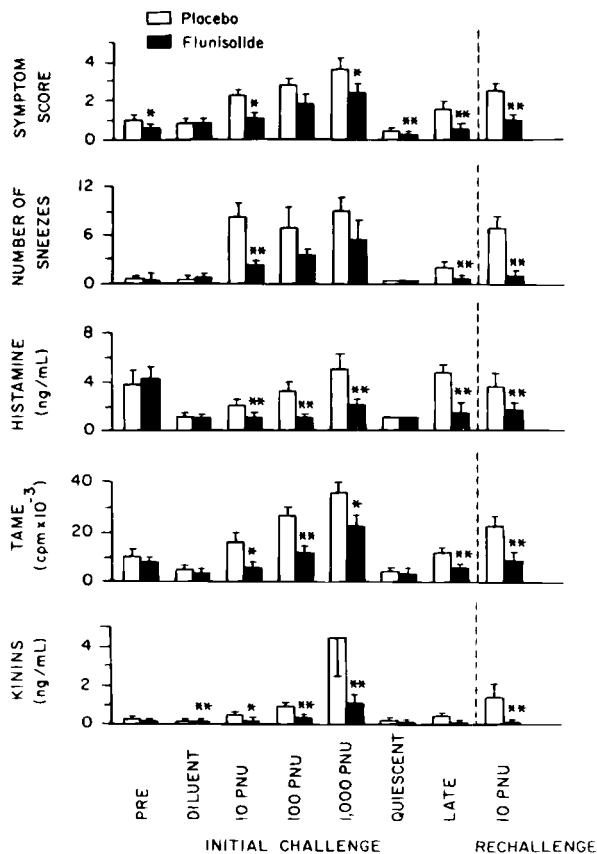 Placebo
Flunisolide
SYMPTOM
SCORE
4
2
0
* * * ** ** **
NUMBER OF
SNEEZES
12
6
0
** ** **
HISTAMINE
(ng/mL)
8
4
0
** ** ** ** **
TAME
(cpm x 10⁻³)
40
20
0
* ** * ** **
KININS
(ng/mL)
4
2
0
** * ** ** **
PRE
DILUENT
10 PNU
100 PNU
1,000 PNU
QUIESCENT
LATE
10 PNU
INITIAL CHALLENGE
RECHALLENGE